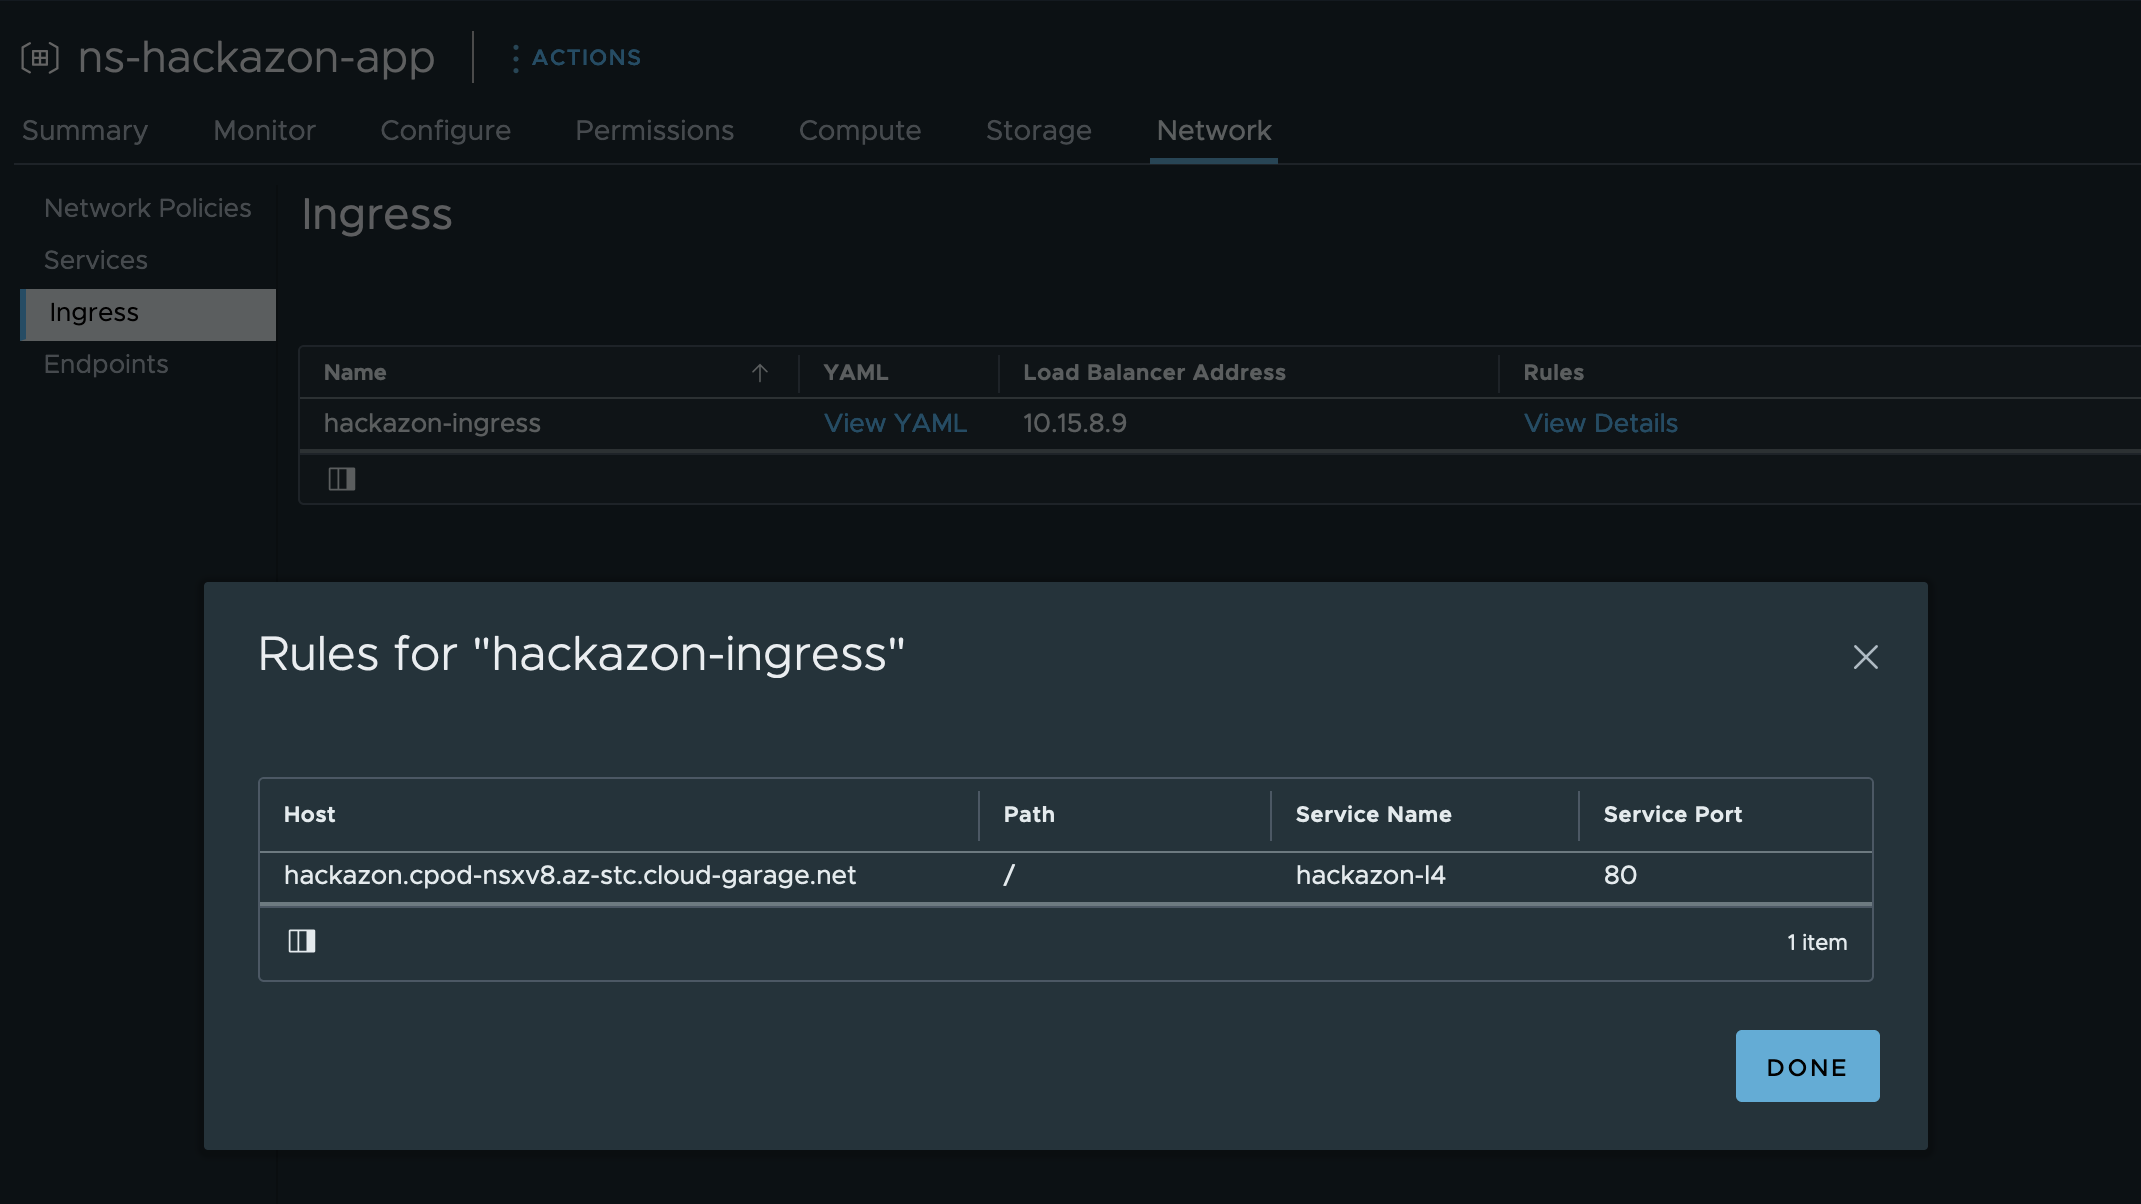 ns-hackazon-app ACTIONS
Summary Monitor Configure Permissions Compute Storage Network
Network Policies
Services
Ingress
Endpoints
Ingress
Name YAML Load Balancer Address Rules
hackazon-ingress View YAML 10.15.8.9 View Details
Rules for "hackazon-ingress"
Host Path Service Name Service Port
hackazon.cpod-nsxv8.az-stc.cloud-garage.net / hackazon-l4 80
1 item
DONE